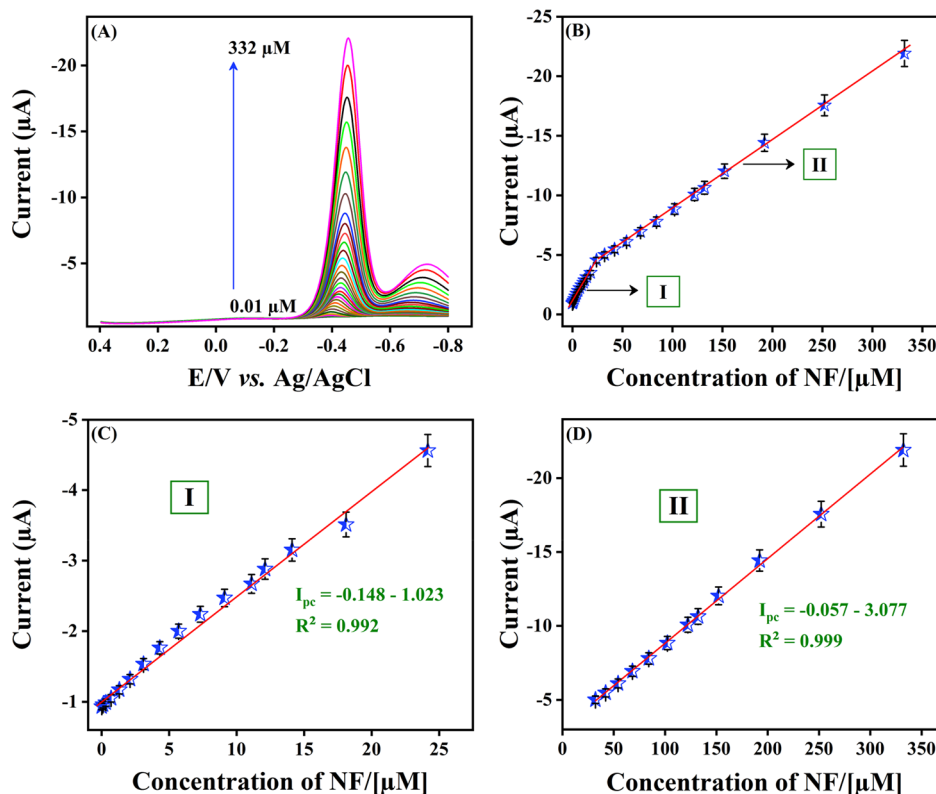 (A)
332 µM
0.01 µM
Current (µA)
-20
-15
-10
-5
0.4 0.2 0.0 -0.2 -0.4 -0.6 -0.8
E/V vs. Ag/AgCl
(B)
Current (µA)
-25
-20
-15
-10
-5
0
II
I
0 50 100 150 200 250 300 350
Concentration of NF/[µM]
(C)
I
Current (µA)
-5
-4
-3
-2
-1
I_pc = -0.148 - 1.023
R² = 0.992
0 5 10 15 20 25
Concentration of NF/[µM]
(D)
II
Current (µA)
-20
-15
-10
-5
I_pc = -0.057 - 3.077
R² = 0.999
0 50 100 150 200 250 300 350
Concentration of NF/[µM]